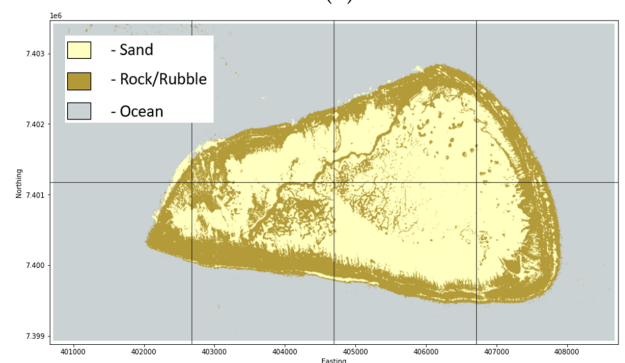 1e6
7.403
- Sand
- Rock/Rubble
- Ocean
7.402
Northing
7.401
7.400
7.399
401000 402000 403000 404000 405000 406000 407000 408000
Easting